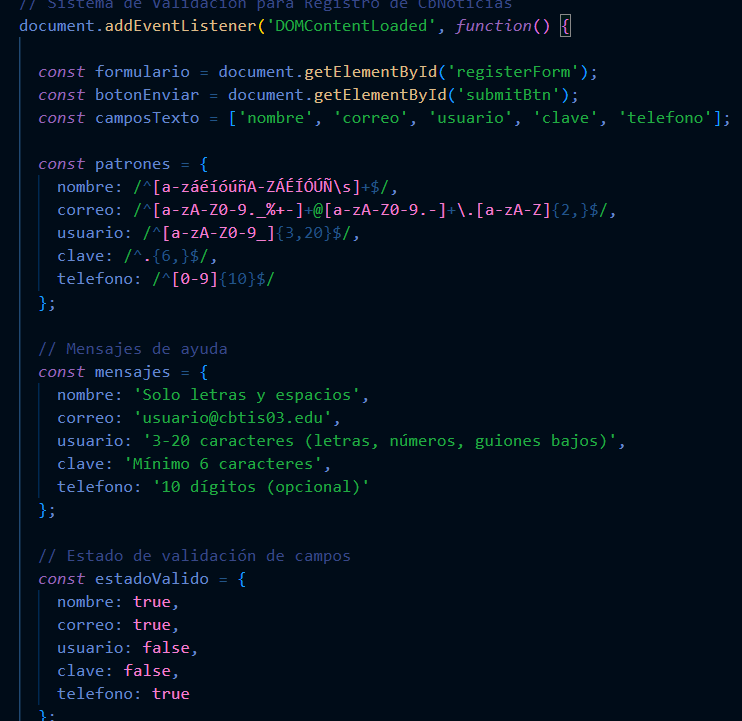 // Sistema de Validación para Registro de CbNoticias
document.addEventListener('DOMContentLoaded', function() {
const formulario = document.getElementById('registerForm');
const botonEnviar = document.getElementById('submitBtn');
const camposTexto = ['nombre', 'correo', 'usuario', 'clave', 'telefono'];
const patrones = {
nombre: /^[a-záéíóúñA-ZÁÉÍÓÚÑ\s]+$/,
correo: /^[a-zA-Z0-9._%+-]+@[a-zA-Z0-9.-]+\.[a-zA-Z]{2,}$/,
usuario: /^[a-zA-Z0-9_]{3,20}$/,
clave: /^.{6,}$/,
telefono: /^[0-9]{10}$/
};
// Mensajes de ayuda
const mensajes = {
nombre: 'Solo letras y espacios',
correo: 'usuario@cbtis03.edu',
usuario: '3-20 caracteres (letras, números, guiones bajos)',
clave: 'Mínimo 6 caracteres',
telefono: '10 dígitos (opcional)'
};
// Estado de validación de campos
const estadoValido = {
nombre: true,
correo: true,
usuario: false,
clave: false,
telefono: true
};